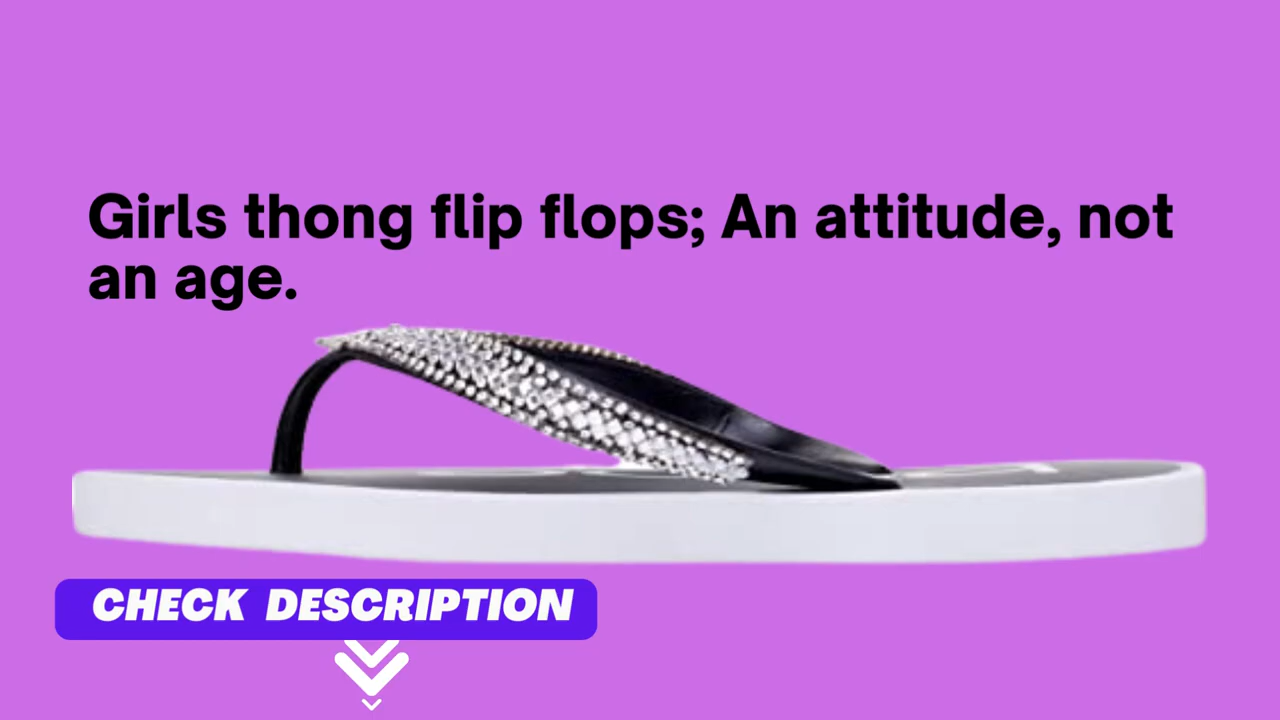 Girls thong flip flops; An attitude, not
an age.
CHECK DESCRIPTION